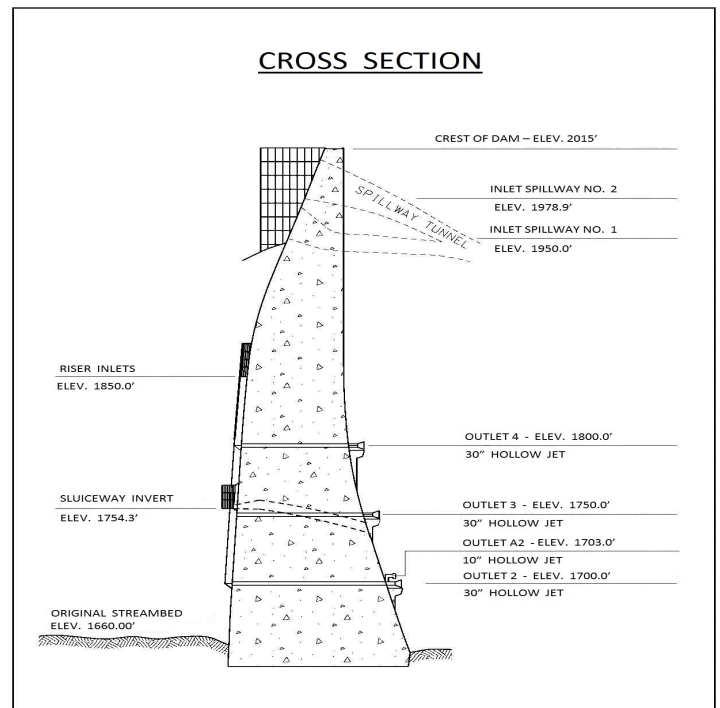 CROSS SECTION
CREST OF DAM – ELEV. 2015’
SPILLWAY TUNNEL
INLET SPILLWAY NO. 2
ELEV. 1978.9’
INLET SPILLWAY NO. 1
ELEV. 1950.0’
RISER INLETS
ELEV. 1850.0’
OUTLET 4 - ELEV. 1800.0’
30” HOLLOW JET
SLUICEWAY INVERT
ELEV. 1754.3’
OUTLET 3 - ELEV. 1750.0’
30” HOLLOW JET
OUTLET A2 - ELEV. 1703.0’
10” HOLLOW JET
OUTLET 2 - ELEV. 1700.0’
30” HOLLOW JET
ORIGINAL STREAMBED
ELEV. 1660.00’